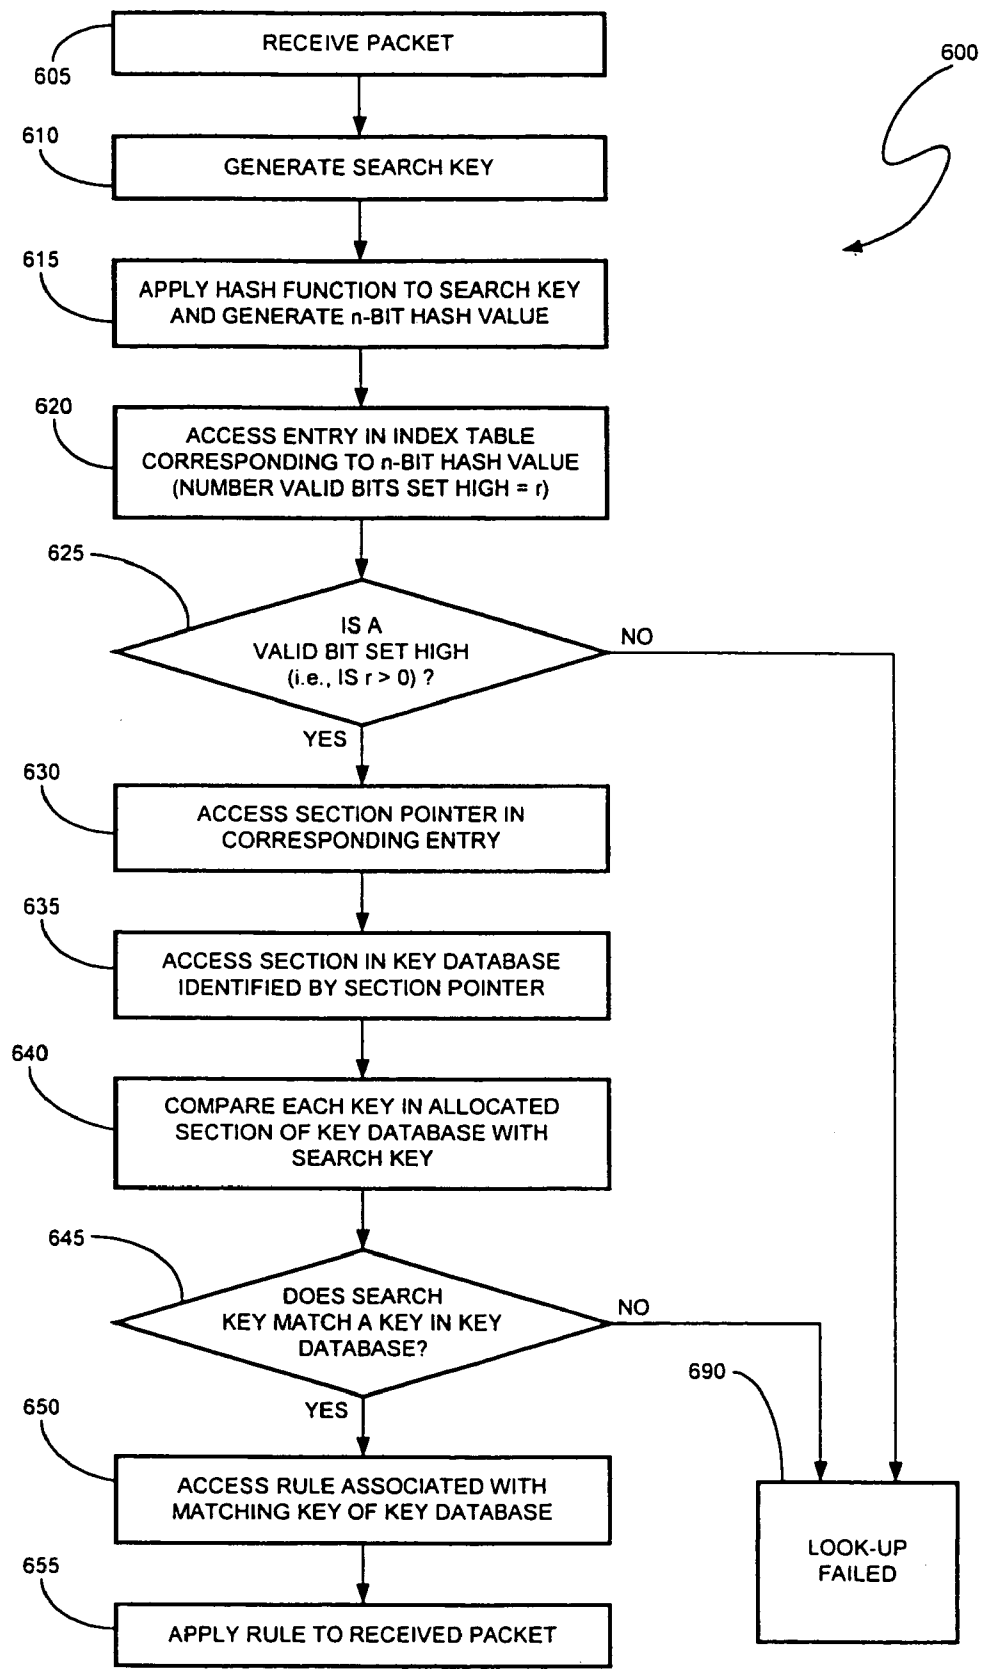 RECEIVE PACKET
605
600
610
GENERATE SEARCH KEY
615
APPLY HASH FUNCTION TO SEARCH KEY
AND GENERATE n-BIT HASH VALUE
620
ACCESS ENTRY IN INDEX TABLE
CORRESPONDING TO n-BIT HASH VALUE
(NUMBER VALID BITS SET HIGH = r)
625
IS A
VALID BIT SET HIGH
(i.e., IS r > 0) ?
NO
YES
630
ACCESS SECTION POINTER IN
CORRESPONDING ENTRY
635
ACCESS SECTION IN KEY DATABASE
IDENTIFIED BY SECTION POINTER
640
COMPARE EACH KEY IN ALLOCATED
SECTION OF KEY DATABASE WITH
SEARCH KEY
645
DOES SEARCH
KEY MATCH A KEY IN KEY
DATABASE?
NO
690
YES
650
ACCESS RULE ASSOCIATED WITH
MATCHING KEY OF KEY DATABASE
LOOK-UP
FAILED
655
APPLY RULE TO RECEIVED PACKET